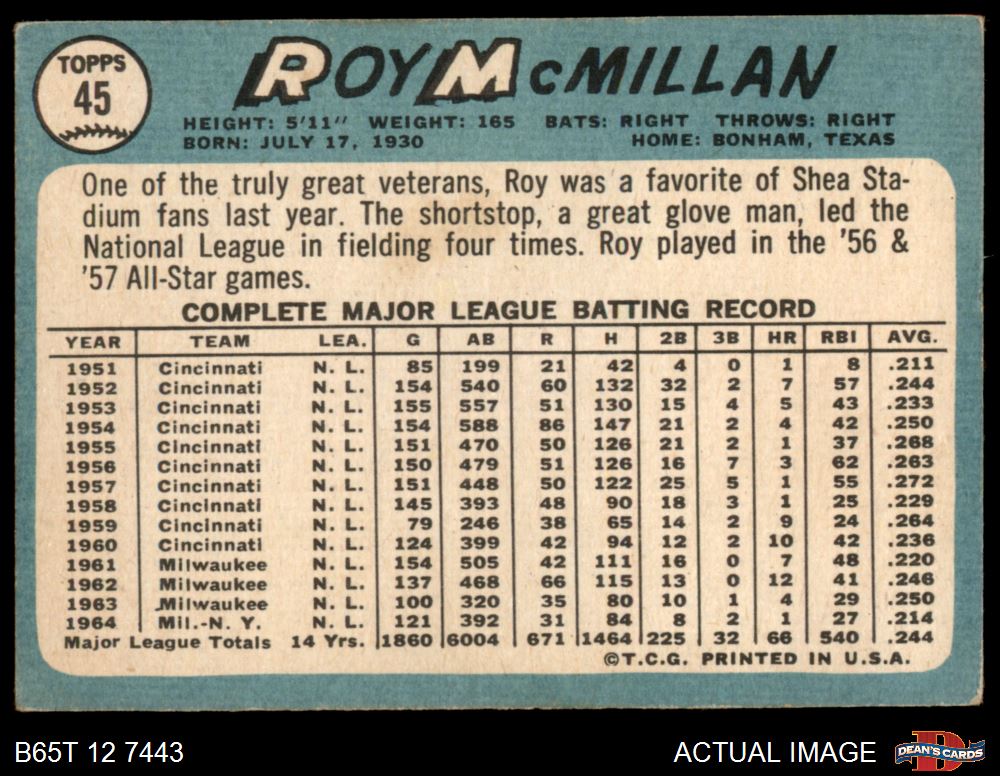 TOPPS
45
ROY McMILLAN
HEIGHT: 5'11" WEIGHT: 165 BATS: RIGHT THROWS: RIGHT
BORN: JULY 17, 1930 HOME: BONHAM, TEXAS
One of the truly great veterans, Roy was a favorite of Shea Sta-
dium fans last year. The shortstop, a great glove man, led the
National League in fielding four times. Roy played in the '56 &
'57 All-Star games.
COMPLETE MAJOR LEAGUE BATTING RECORD
YEAR TEAM LEA. G AB R H 2B 3B HR RBI AVG.
1951 Cincinnati N. L. 85 199 21 42 4 0 1 8 .211
1952 Cincinnati N. L. 154 540 60 132 32 2 7 57 .244
1953 Cincinnati N. L. 155 557 51 130 15 4 5 43 .233
1954 Cincinnati N. L. 154 588 86 147 21 2 4 42 .250
1955 Cincinnati N. L. 151 470 50 126 21 2 1 37 .268
1956 Cincinnati N. L. 150 479 51 126 16 7 3 62 .263
1957 Cincinnati N. L. 151 448 50 122 25 5 1 55 .272
1958 Cincinnati N. L. 145 393 48 90 18 3 1 25 .229
1959 Cincinnati N. L. 79 246 38 65 14 2 9 24 .264
1960 Cincinnati N. L. 124 399 42 94 12 2 10 42 .236
1961 Milwaukee N. L. 154 505 42 111 16 0 7 48 .220
1962 Milwaukee N. L. 137 468 66 115 13 0 12 41 .246
1963 Milwaukee N. L. 100 320 35 80 10 1 4 29 .250
1964 Mil.-N. Y. N. L. 121 392 31 84 8 2 1 27 .214
Major League Totals 14 Yrs. 1860 6004 671 1464 225 32 66 540 .244
©T.C.G. PRINTED IN U.S.A.
B65T 12 7443 ACTUAL IMAGE D DEAN'S CARDS